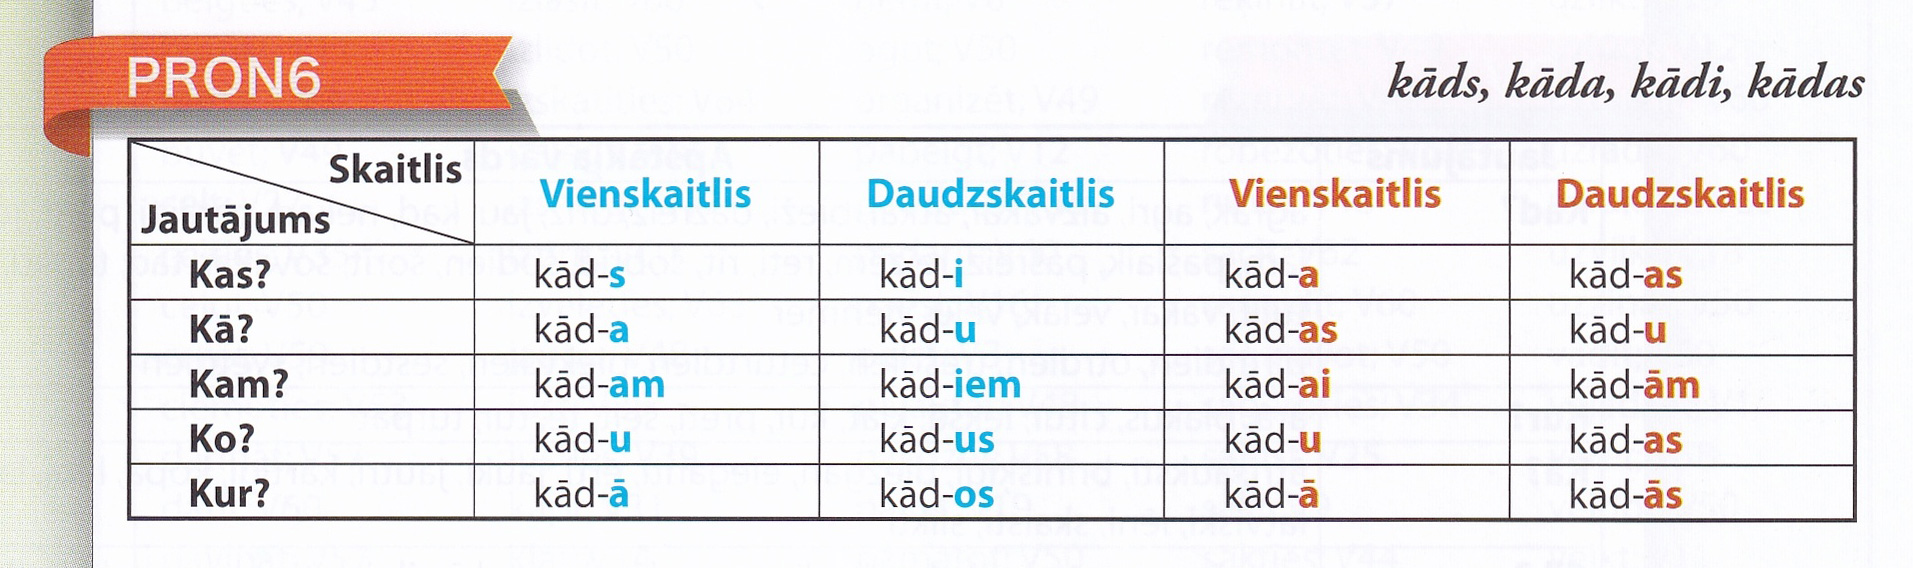 PRON6
kāds, kāda, kādi, kādas
Skaitlis
Jautājums
Vienskaitlis Daudzskaitlis Vienskaitlis Daudzskaitlis
Kas? kād-s kād-i kād-a kād-as
Kā? kād-a kād-u kād-as kād-u
Kam? kād-am kād-iem kād-ai kād-ām
Ko? kād-u kād-us kād-u kād-as
Kur? kād-ā kād-os kād-ā kād-ās